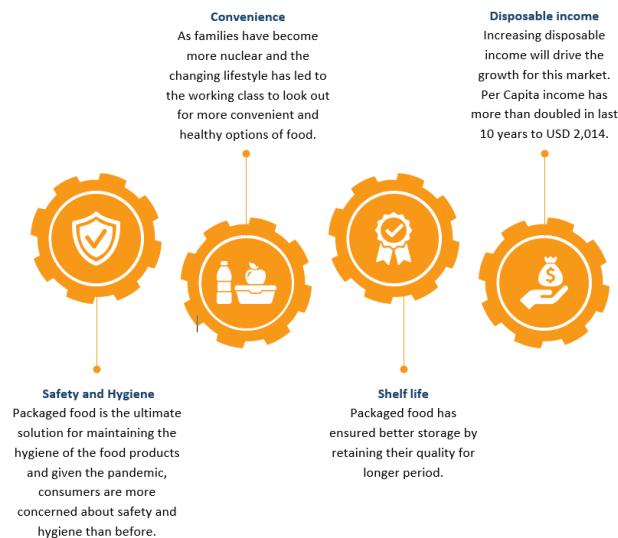 Convenience
As families have become
more nuclear and the
changing lifestyle has led to
the working class to look out
for more convenient and
healthy options of food.
Disposable income
Increasing disposable
income will drive the
growth for this market.
Per Capita income has
more than doubled in last
10 years to USD 2,014.
$
Safety and Hygiene
Packaged food is the ultimate
solution for maintaining the
hygiene of the food products
and given the pandemic,
consumers are more
concerned about safety and
hygiene than before.
Shelf life
Packaged food has
ensured better storage by
retaining their quality for
longer period.